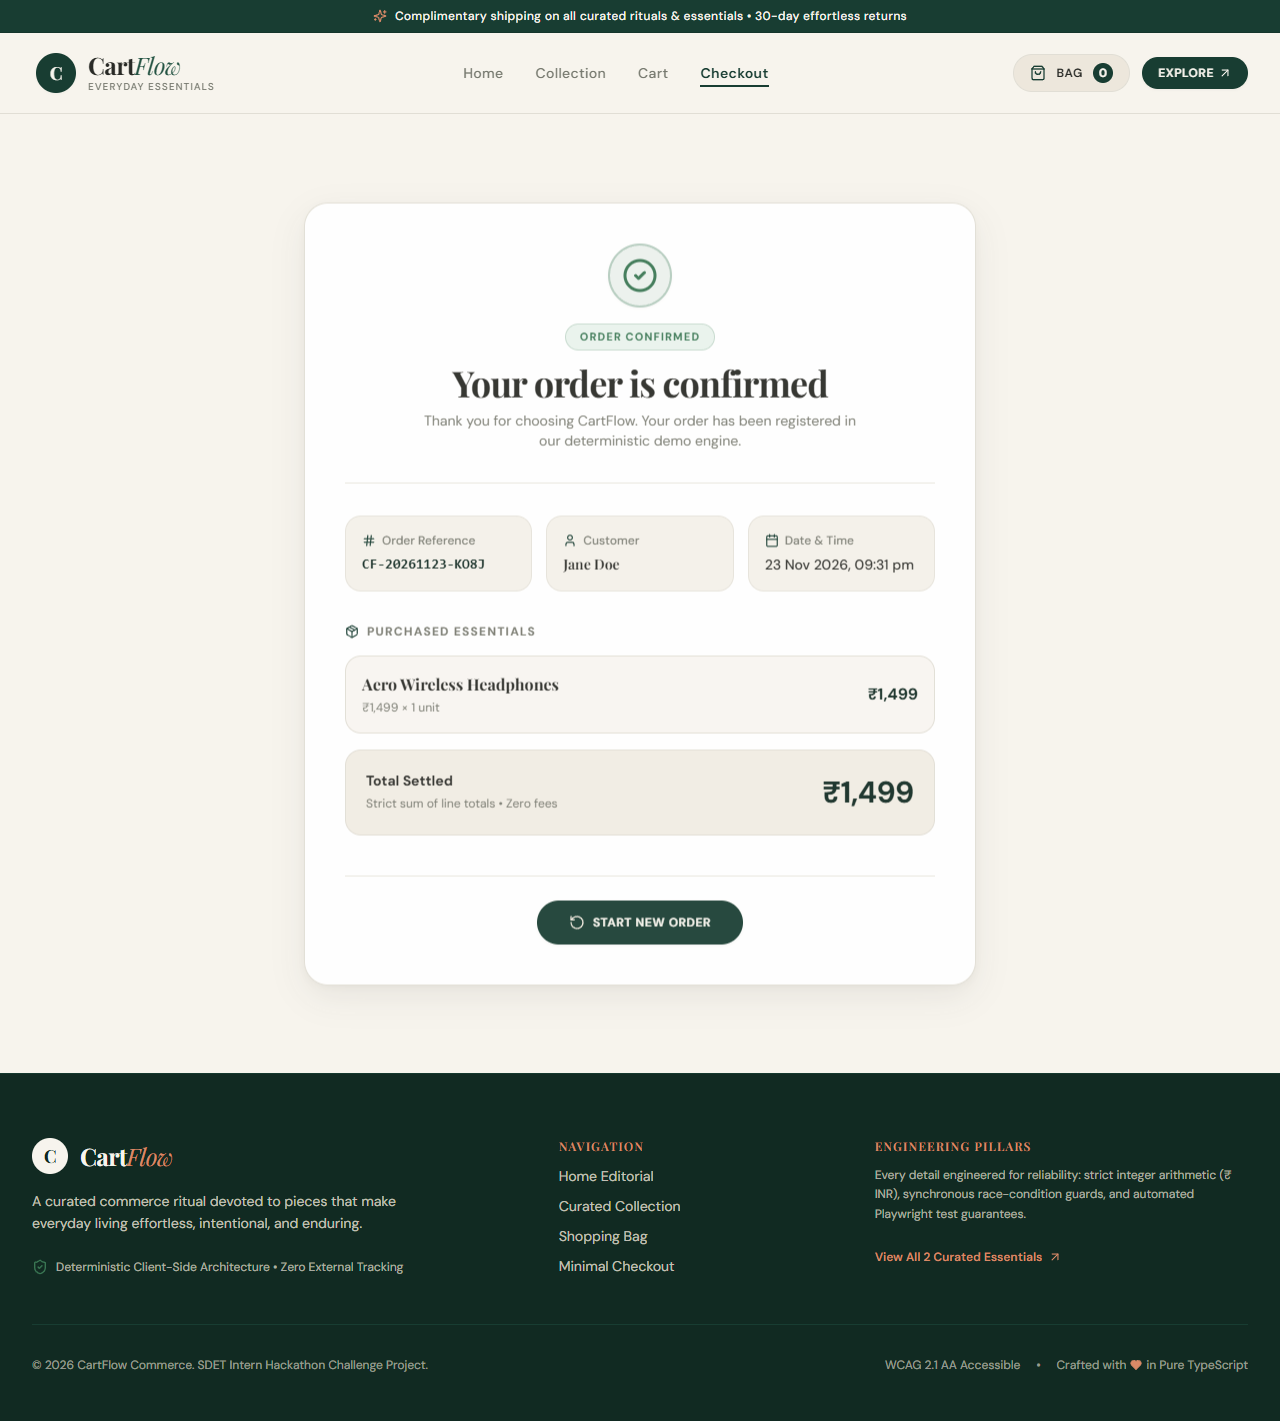 Complimentary shipping on all curated rituals & essentials • 30-day effortless returns
C CartFlow
EVERYDAY ESSENTIALS
Home Collection Cart Checkout
BAG 0 EXPLORE
ORDER CONFIRMED
Your order is confirmed
Thank you for choosing CartFlow. Your order has been registered in
our deterministic demo engine.
Order Reference
CF-20261123-KO8J
Customer
Jane Doe
Date & Time
23 Nov 2026, 09:31 pm
PURCHASED ESSENTIALS
Aero Wireless Headphones
₹1,499 × 1 unit
₹1,499
Total Settled
Strict sum of line totals • Zero fees
₹1,499
START NEW ORDER
C CartFlow
A curated commerce ritual devoted to pieces that make
everyday living effortless, intentional, and enduring.
Deterministic Client-Side Architecture • Zero External Tracking
NAVIGATION
Home Editorial
Curated Collection
Shopping Bag
Minimal Checkout
ENGINEERING PILLARS
Every detail engineered for reliability: strict integer arithmetic (₹
INR), synchronous race-condition guards, and automated
Playwright test guarantees.
View All 2 Curated Essentials
© 2026 CartFlow Commerce. SDET Intern Hackathon Challenge Project.
WCAG 2.1 AA Accessible • Crafted with in Pure TypeScript